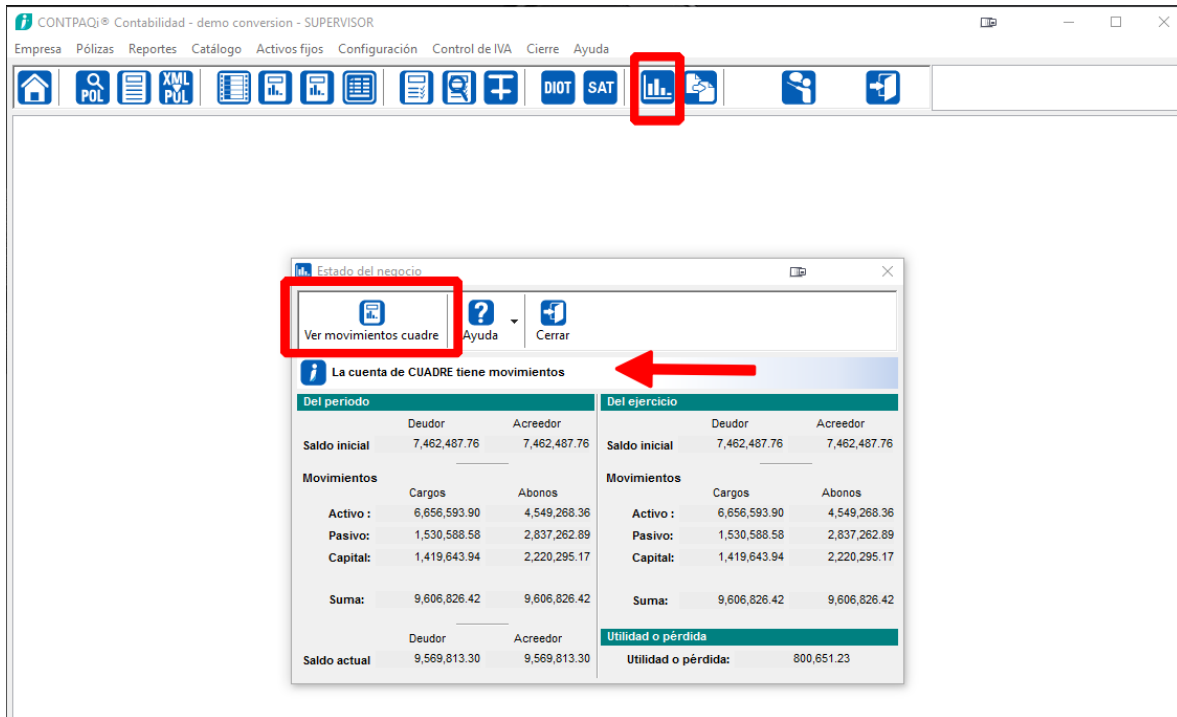 CONTPAQi® Contabilidad - demo conversion - SUPERVISOR
Empresa Pólizas Reportes Catálogo Activos fijos Configuración Control de IVA Cierre Ayuda
POL XML POL DIOT SAT
Estado del negocio
Ver movimientos cuadre Ayuda Cerrar
La cuenta de CUADRE tiene movimientos
Del periodo Del ejercicio
Deudor Acreedor Deudor Acreedor
Saldo inicial 7,462,487.76 7,462,487.76 Saldo inicial 7,462,487.76 7,462,487.76
Movimientos Movimientos
Cargos Abonos Cargos Abonos
Activo : 6,656,593.90 4,549,268.36 Activo : 6,656,593.90 4,549,268.36
Pasivo: 1,530,588.58 2,837,262.89 Pasivo: 1,530,588.58 2,837,262.89
Capital: 1,419,643.94 2,220,295.17 Capital: 1,419,643.94 2,220,295.17
Suma: 9,606,826.42 9,606,826.42 Suma: 9,606,826.42 9,606,826.42
Deudor Acreedor Utilidad o pérdida
Saldo actual 9,569,813.30 9,569,813.30 Utilidad o pérdida: 800,651.23